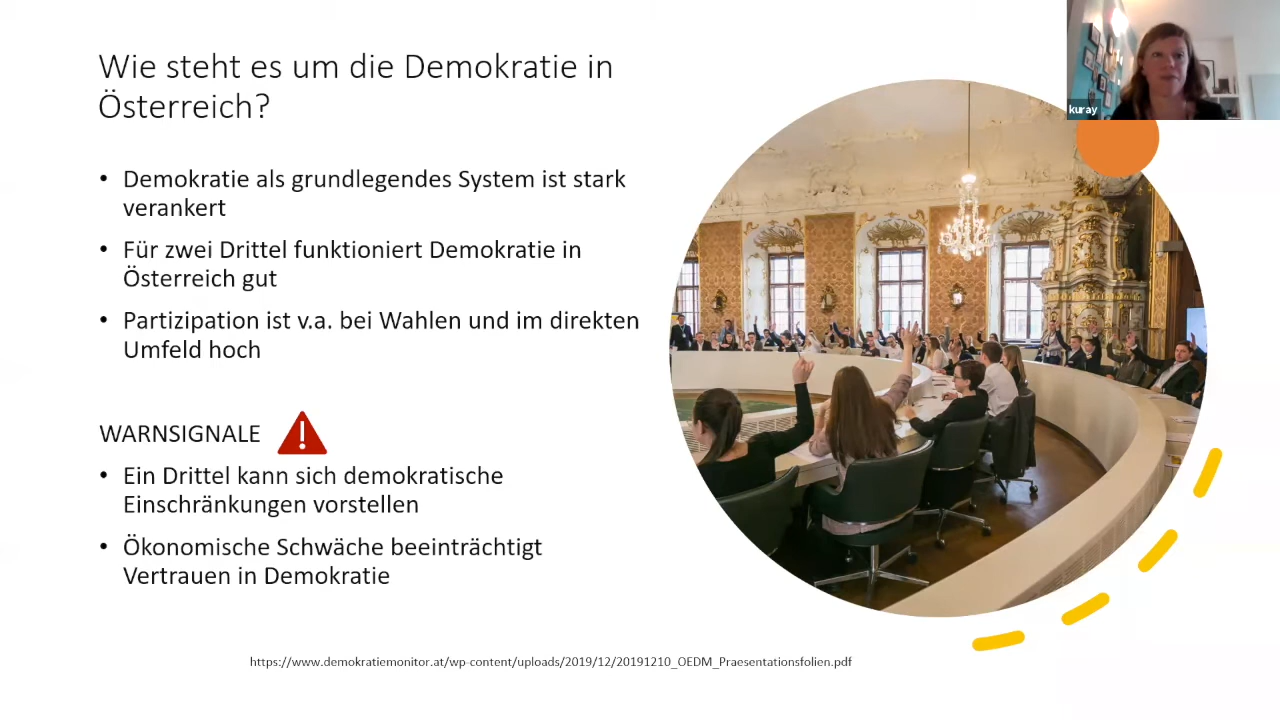 Wie steht es um die Demokratie in
Österreich?
• Demokratie als grundlegendes System ist stark
verankert
• Für zwei Drittel funktioniert Demokratie in
Österreich gut
• Partizipation ist v.a. bei Wahlen und im direkten
Umfeld hoch
WARNSIGNALE
• Ein Drittel kann sich demokratische
Einschränkungen vorstellen
• Ökonomische Schwäche beeinträchtigt
Vertrauen in Demokratie
https://www.demokratiemonitor.at/wp-content/uploads/2019/12/20191210_OEDM_Praesentationsfolien.pdf
kuray